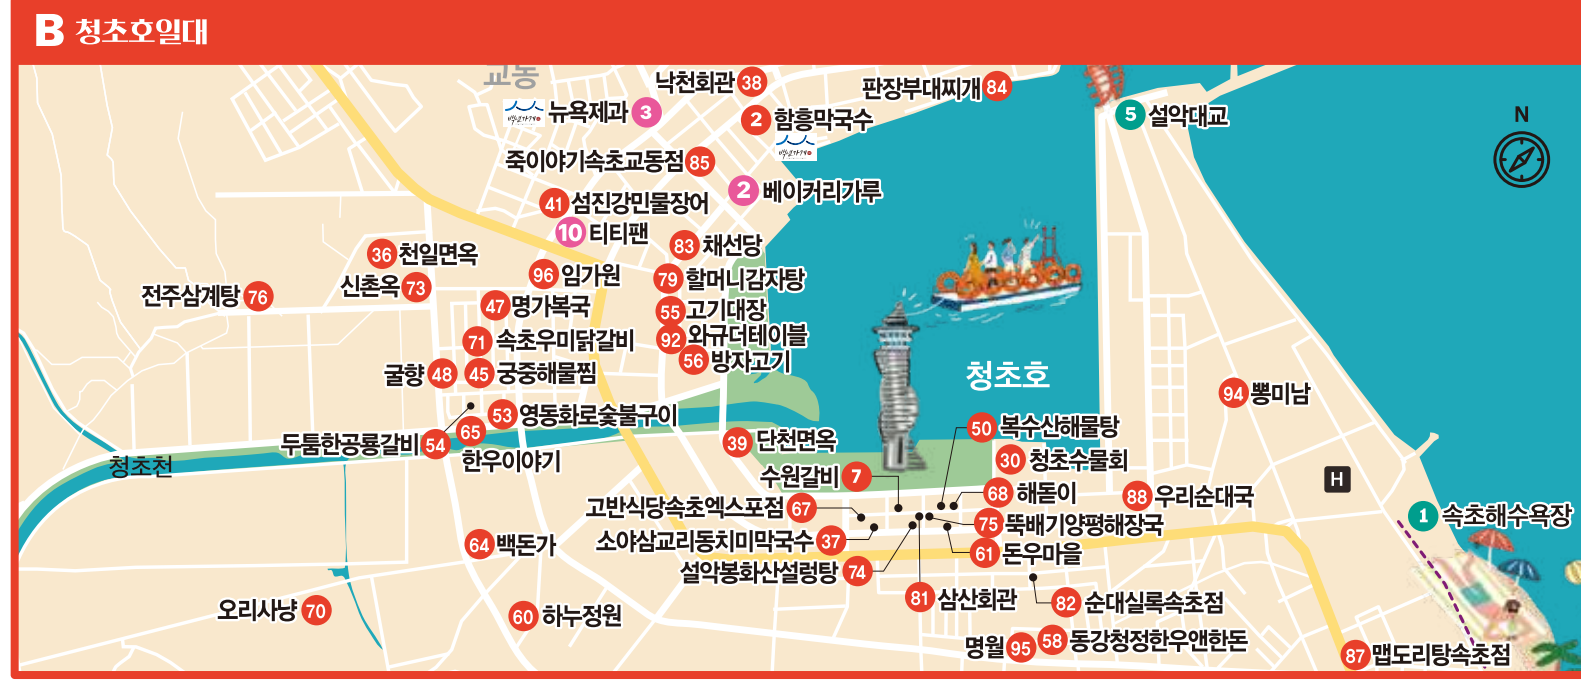 B 청초호일대
교동
낙천회관 38
판장부대찌개 84
백년가게 뉴욕제과 3
2 함흥막국수
백년가게
5 설악대교
N
죽이야기속초교동점 85
2 베이커리가루
41 섬진강민물장어
10 티티팬
83 채선당
36 천일면옥
96 임가원
79 할머니감자탕
신촌옥 73
전주삼계탕 76
47 명가복국
55 고기대장
92 와규더테이블
71 속초우미닭갈비
56 방자고기
굴향 48
45 궁중해물찜
청초호
94 뽕미남
53 영동화로숯불구이
50 복수산해물탕
두툼한공룡갈비 54
65
한우이야기
39 단천면옥
청초천
30 청초수물회
수원갈비 7
68 해돋이
88 우리순대국
H
고반식당속초엑스포점 67
75 뚝배기양평해장국
1 속초해수욕장
64 백돈가
소야삼교리동치미막국수 37
61 돈우마을
설악봉화산설렁탕 74
81 삼산회관
82 순대실록속초점
오리사냥 70
60 하누정원
명월 95
58 동강청정한우앤한돈
87 맵도리탕속초점